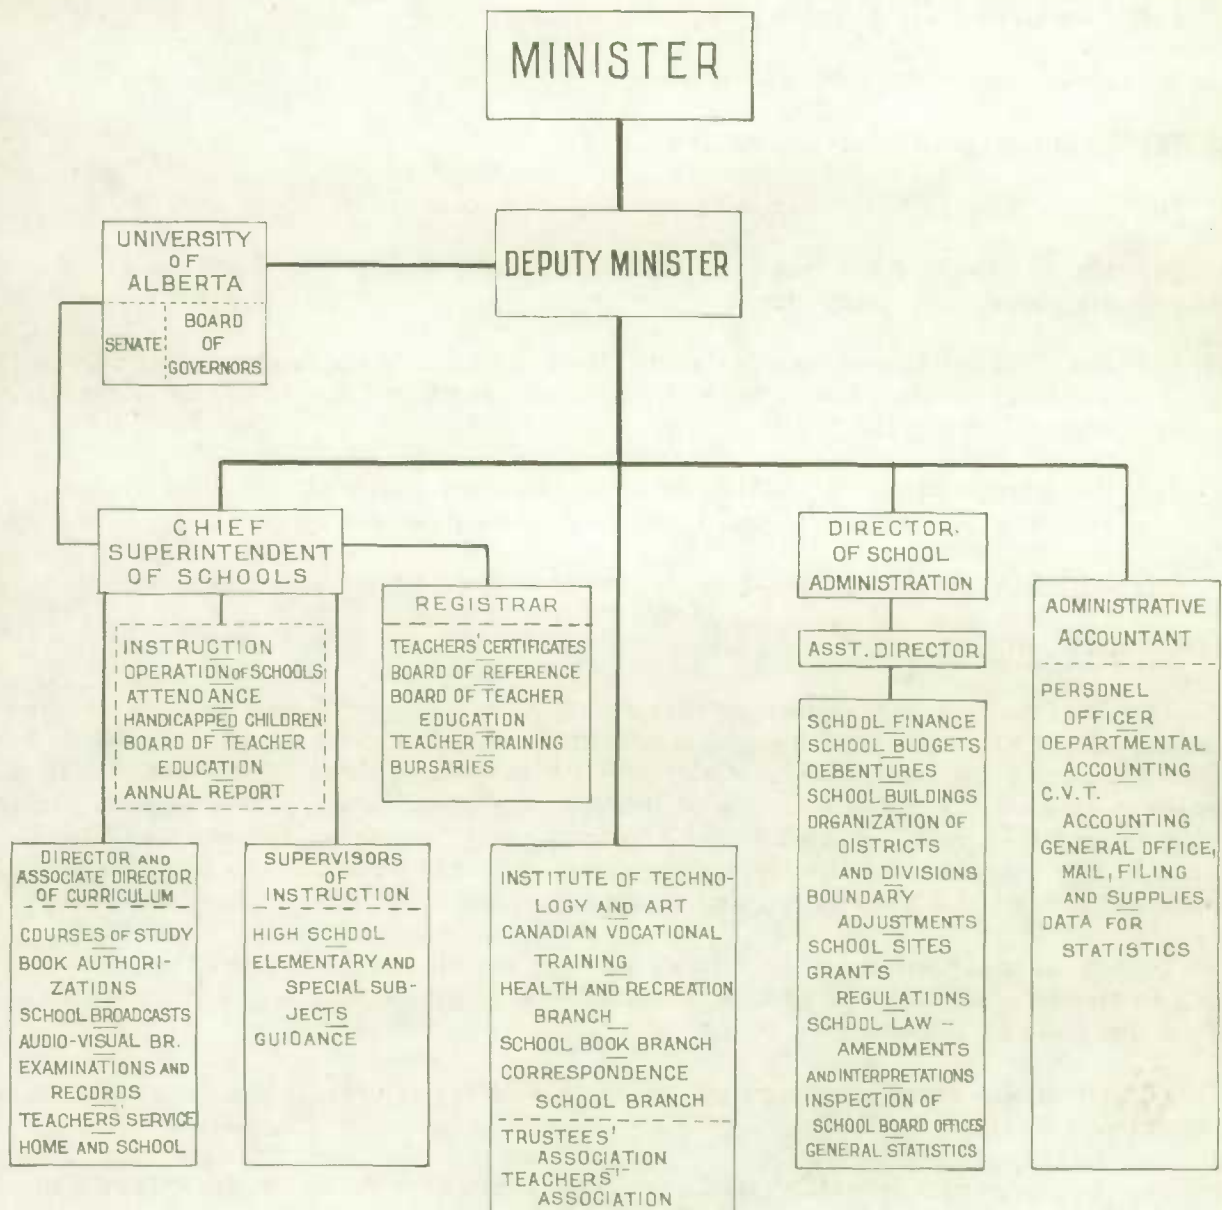 MINISTER
DEPUTY MINISTER
UNIVERSITY
OF
ALBERTA
SENATE
BOARD
OF
GOVERNORS
CHIEF
SUPERINTENDENT
OF SCHOOLS
INSTRUCTION
OPERATION OF SCHOOLS
ATTENDANCE
HANDICAPPED CHILDREN
BOARD OF TEACHER
EDUCATION
ANNUAL REPORT
REGISTRAR
TEACHERS' CERTIFICATES
BOARD OF REFERENCE
BOARD OF TEACHER
EDUCATION
TEACHER TRAINING
BURSARIES
DIRECTOR AND
ASSOCIATE DIRECTOR
OF CURRICULUM
COURSES OF STUDY
BOOK AUTHORI-
ZATIONS
SCHOOL BROADCASTS
AUDIO-VISUAL BR.
EXAMINATIONS AND
RECORDS
TEACHERS' SERVICE
HOME AND SCHOOL
SUPERVISORS
OF
INSTRUCTION
HIGH SCHOOL
ELEMENTARY AND
SPECIAL SUB-
JECTS
GUIDANCE
INSTITUTE OF TECHNO-
LOGY AND ART
CANADIAN VOCATIONAL
TRAINING
HEALTH AND RECREATION
BRANCH
SCHOOL BOOK BRANCH
CORRESPONDENCE
SCHOOL BRANCH
TRUSTEES'
ASSOCIATION
TEACHERS'
ASSOCIATION
DIRECTOR
OF SCHOOL
ADMINISTRATION
ASST. DIRECTOR
SCHOOL FINANCE
SCHOOL BUDGETS
DEBENTURES
SCHOOL BUILDINGS
ORGANIZATION OF
DISTRICTS
AND DIVISIONS
BOUNDARY
ADJUSTMENTS
SCHOOL SITES
GRANTS
REGULATIONS
SCHOOL LAW –
AMENDMENTS
AND INTERPRETATIONS
INSPECTION OF
SCHOOL BOARD OFFICES
GENERAL STATISTICS
ADMINISTRATIVE
ACCOUNTANT
PERSONEL
OFFICER
DEPARTMENTAL
ACCOUNTING
C.V.T.
ACCOUNTING
GENERAL OFFICE,
MAIL, FILING
AND SUPPLIES
DATA FOR
STATISTICS